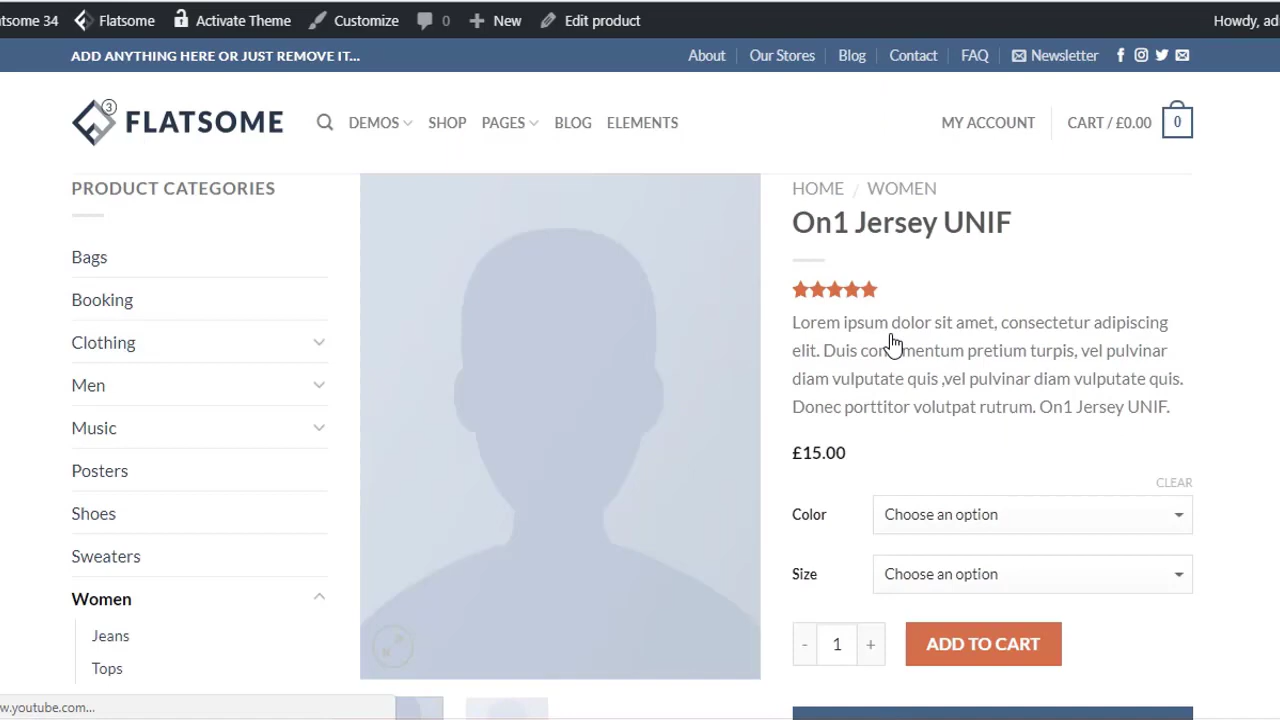 tsome 34 Flatsome Activate Theme Customize 0 New Edit product Howdy, ad
ADD ANYTHING HERE OR JUST REMOVE IT... About Our Stores Blog Contact FAQ Newsletter
3 FLATSOME DEMOS SHOP PAGES BLOG ELEMENTS MY ACCOUNT CART / £0.00 0
PRODUCT CATEGORIES
Bags
Booking
Clothing
Men
Music
Posters
Shoes
Sweaters
Women
Jeans
Tops
HOME / WOMEN
On1 Jersey UNIF
Lorem ipsum dolor sit amet, consectetur adipiscing
elit. Duis condimentum pretium turpis, vel pulvinar
diam vulputate quis ,vel pulvinar diam vulputate quis.
Donec porttitor volutpat rutrum. On1 Jersey UNIF.
£15.00
CLEAR
Color Choose an option
Size Choose an option
- 1 + ADD TO CART
w.youtube.com...